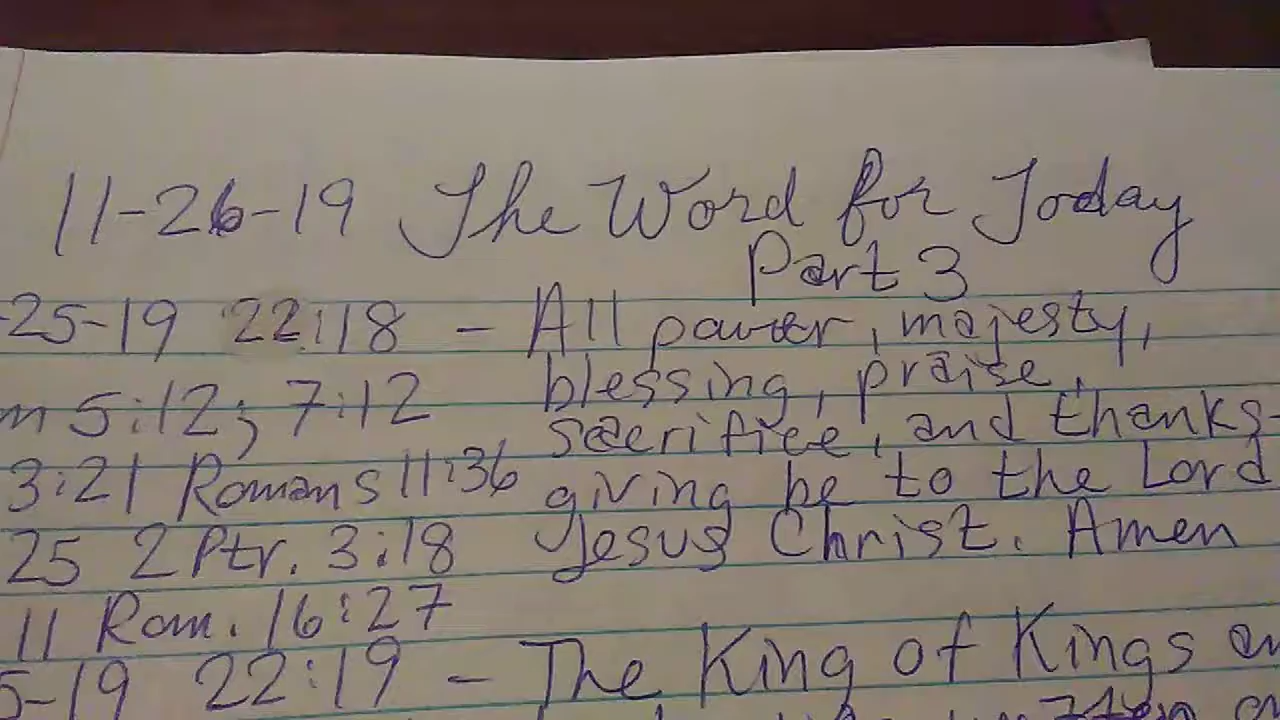 11-26-19 The Word for Today
Part 3
-25-19 22:18 - All power, majesty,
m 5:12; 7:12 blessing, praise,
sacrifice, and thanks-
3:21 Romans 11:36 giving be to the Lord
25 2 Ptr. 3:18 Jesus Christ. Amen
11 Rom. 16:27
5-19 22:19 - The King of Kings